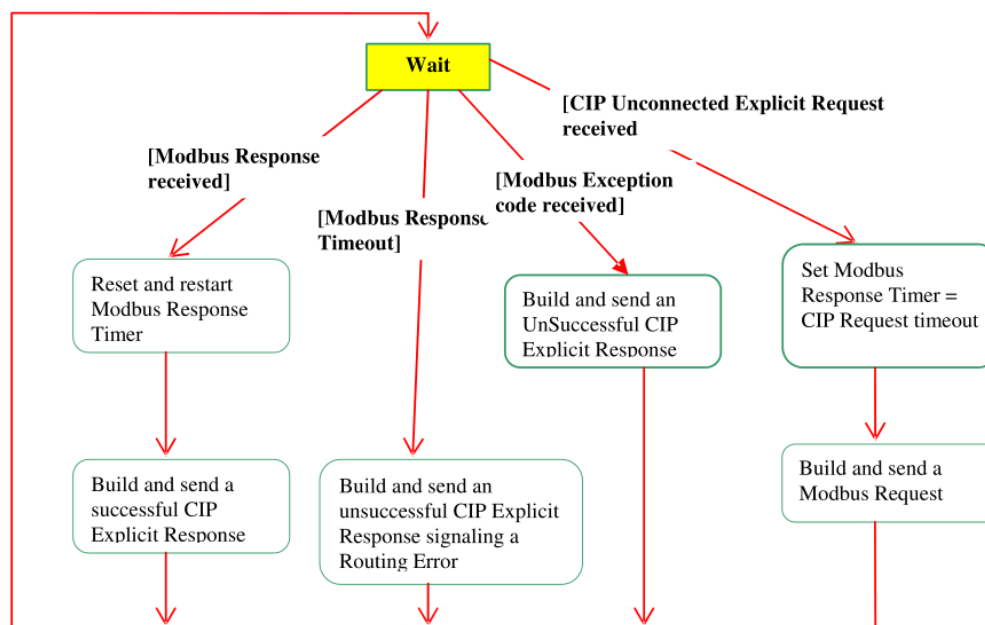 Wait
[CIP Unconnected Explicit Request
received
[Modbus Response
received]
[Modbus Exception
code received]
[Modbus Response
Timeout]
Reset and restart
Modbus Response
Timer
Build and send an
UnSuccessful CIP
Explicit Response
Set Modbus
Response Timer =
CIP Request timeout
Build and send a
successful CIP
Explicit Response
Build and send an
unsuccessful CIP Explicit
Response signaling a
Routing Error
Build and send a
Modbus Request